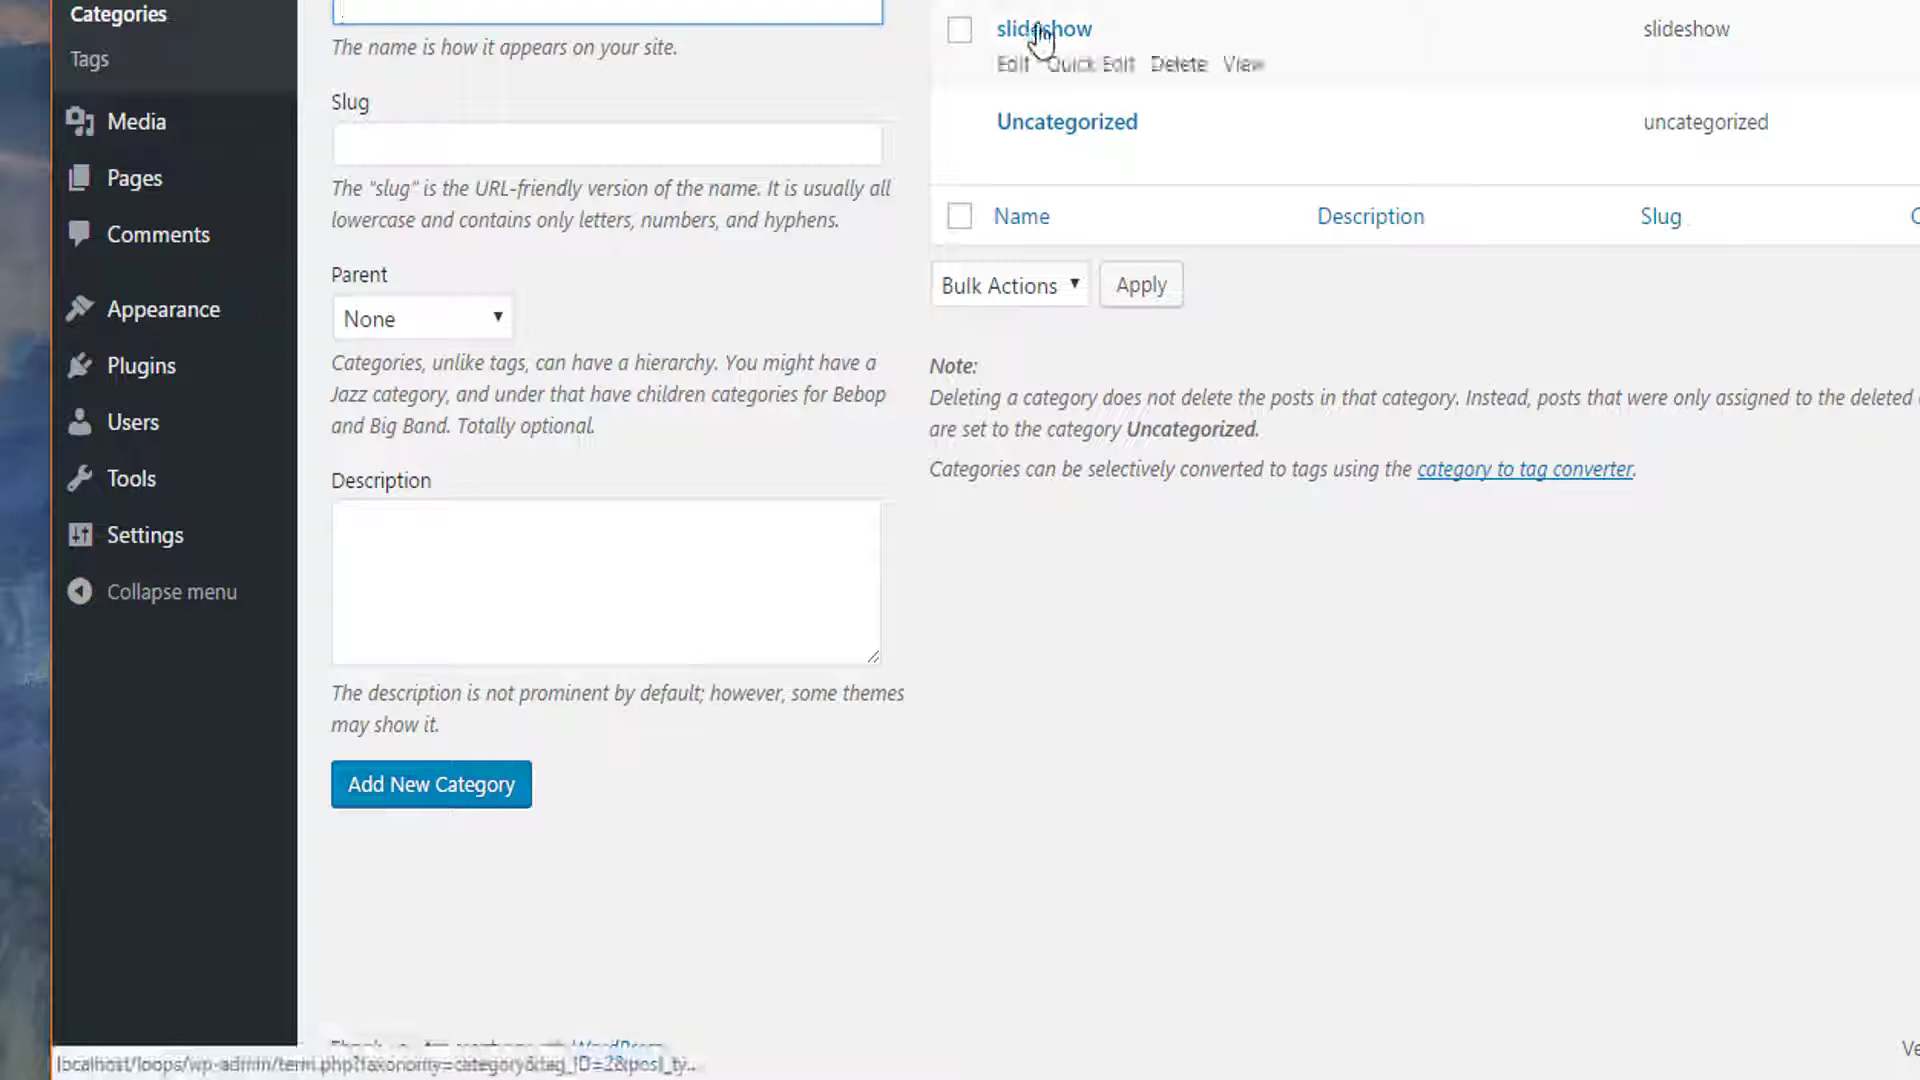 Categories
Tags
Media
Pages
Comments
Appearance
Plugins
Users
Tools
Settings
Collapse menu
The name is how it appears on your site.
Slug
The "slug" is the URL-friendly version of the name. It is usually all
lowercase and contains only letters, numbers, and hyphens.
Parent
None
Categories, unlike tags, can have a hierarchy. You might have a
Jazz category, and under that have children categories for Bebop
and Big Band. Totally optional.
Description
The description is not prominent by default; however, some themes
may show it.
Add New Category
slideshow slideshow
Edit Quick Edit Delete View
Uncategorized uncategorized
Name Description Slug
Bulk Actions Apply
Note:
Deleting a category does not delete the posts in that category. Instead, posts that were only assigned to the deleted
are set to the category Uncategorized.
Categories can be selectively converted to tags using the category to tag converter.
WordPress
localhost/loops/wp-admin/term.php?taxonomy=category&tag_ID=2&post_ty...